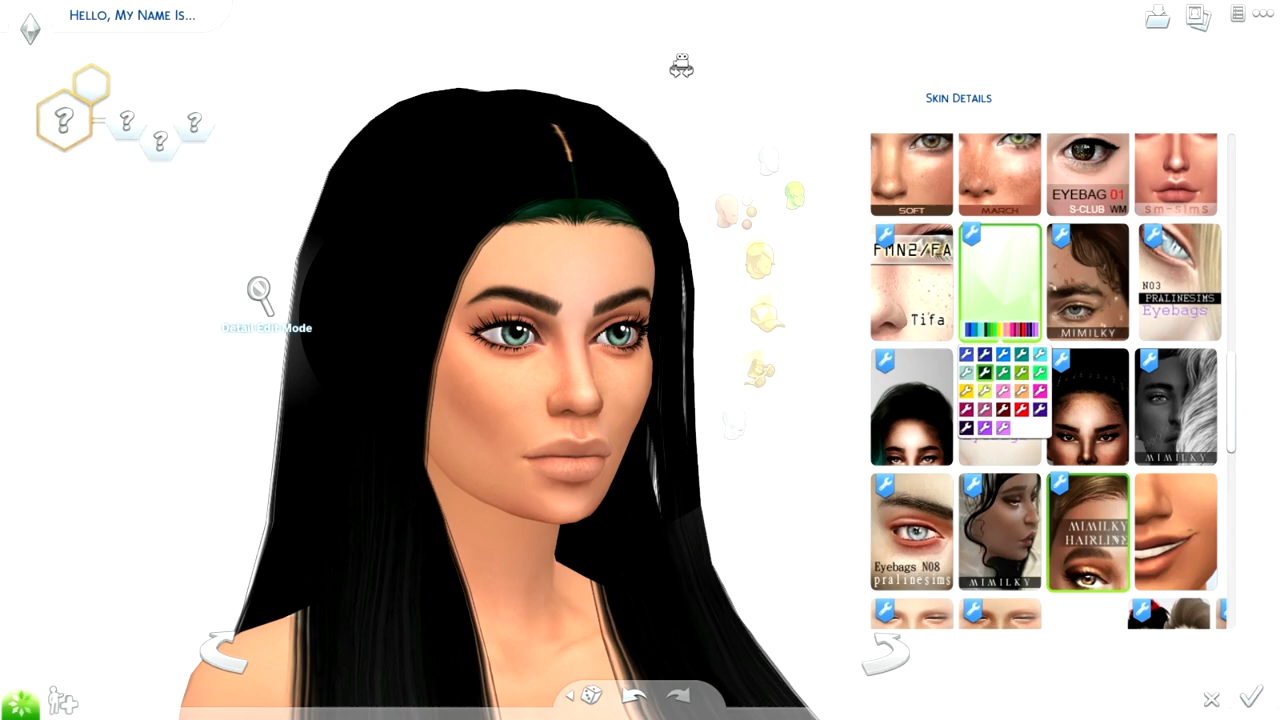 Hello, My Name Is...
Skin Details
SOFT
MARCH
EYEBAG 01
S-CLUB WM
sm-sims
FMN2/FA
Tifa
MIMILKY
N03
PRALINESIMS
Eyebags
Detail Edit Mode
MIMILKY
Eyebags N08
pralinesims
MIMILKY
MIMILKY
HAIRLINE